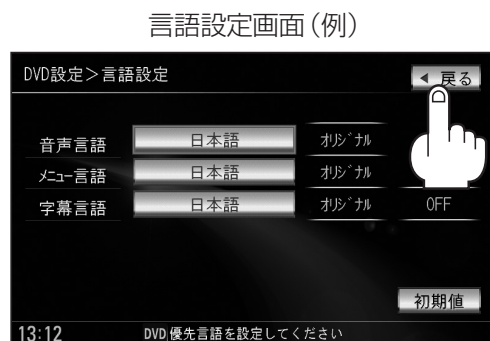 言語設定画面(例)
DVD設定>言語設定
◀ 戻る
音声言語 日本語 オリジナル
メニュー言語 日本語 オリジナル
字幕言語 日本語 オリジナル OFF
初期値
13:12 DVD 優先言語を設定してください